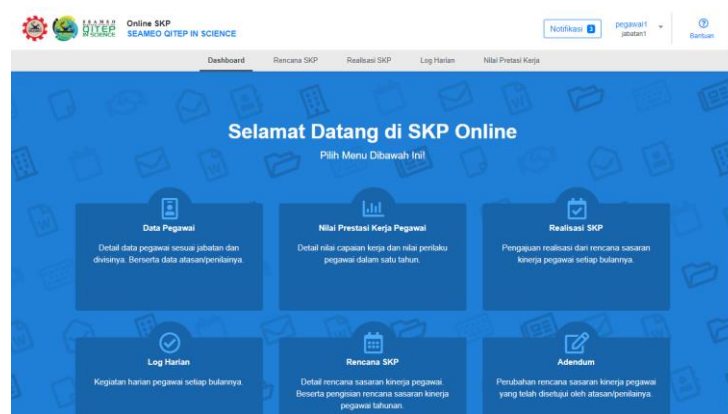 SEAMEO
QITEP
IN SCIENCE
Online SKP
SEAMEO QITEP IN SCIENCE
Notifikasi 3
pegawai1
jabatan1
Bantuan
Dashboard
Rencana SKP
Realisasi SKP
Log Harian
Nilai Pretasi Kerja
Selamat Datang di SKP Online
Pilih Menu Dibawah Ini!
Data Pegawai
Detail data pegawai sesuai jabatan dan
divisinya. Berserta data atasan/penilainya.
Nilai Prestasi Kerja Pegawai
Detail nilai capaian kerja dan nilai perilaku
pegawai dalam satu tahun.
Realisasi SKP
Pengajuan realisasi dari rencana sasaran
kinerja pegawai setiap bulannya.
Log Harian
Kegiatan harian pegawai setiap bulannya.
Rencana SKP
Detail rencana sasaran kinerja pegawai.
Beserta pengisian rencana sasaran kinerja
pegawai tahunan.
Adendum
Perubahan rencana sasaran kinerja pegawai
yang telah disetujui oleh atasan/penilainya.